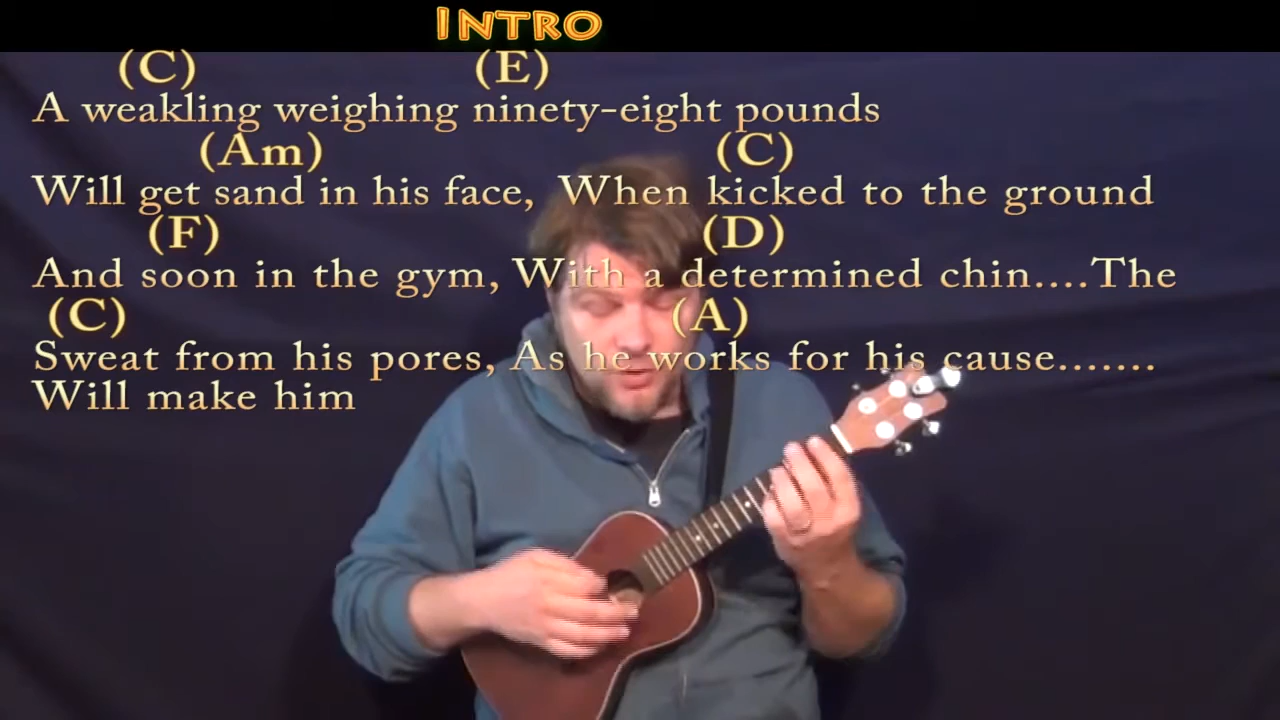 INTRO
(C) (E)
A weakling weighing ninety-eight pounds
(Am) (C)
Will get sand in his face, When kicked to the ground
(F) (D)
And soon in the gym, With a determined chin....The
(C) (A)
Sweat from his pores, As he works for his cause.......
Will make him